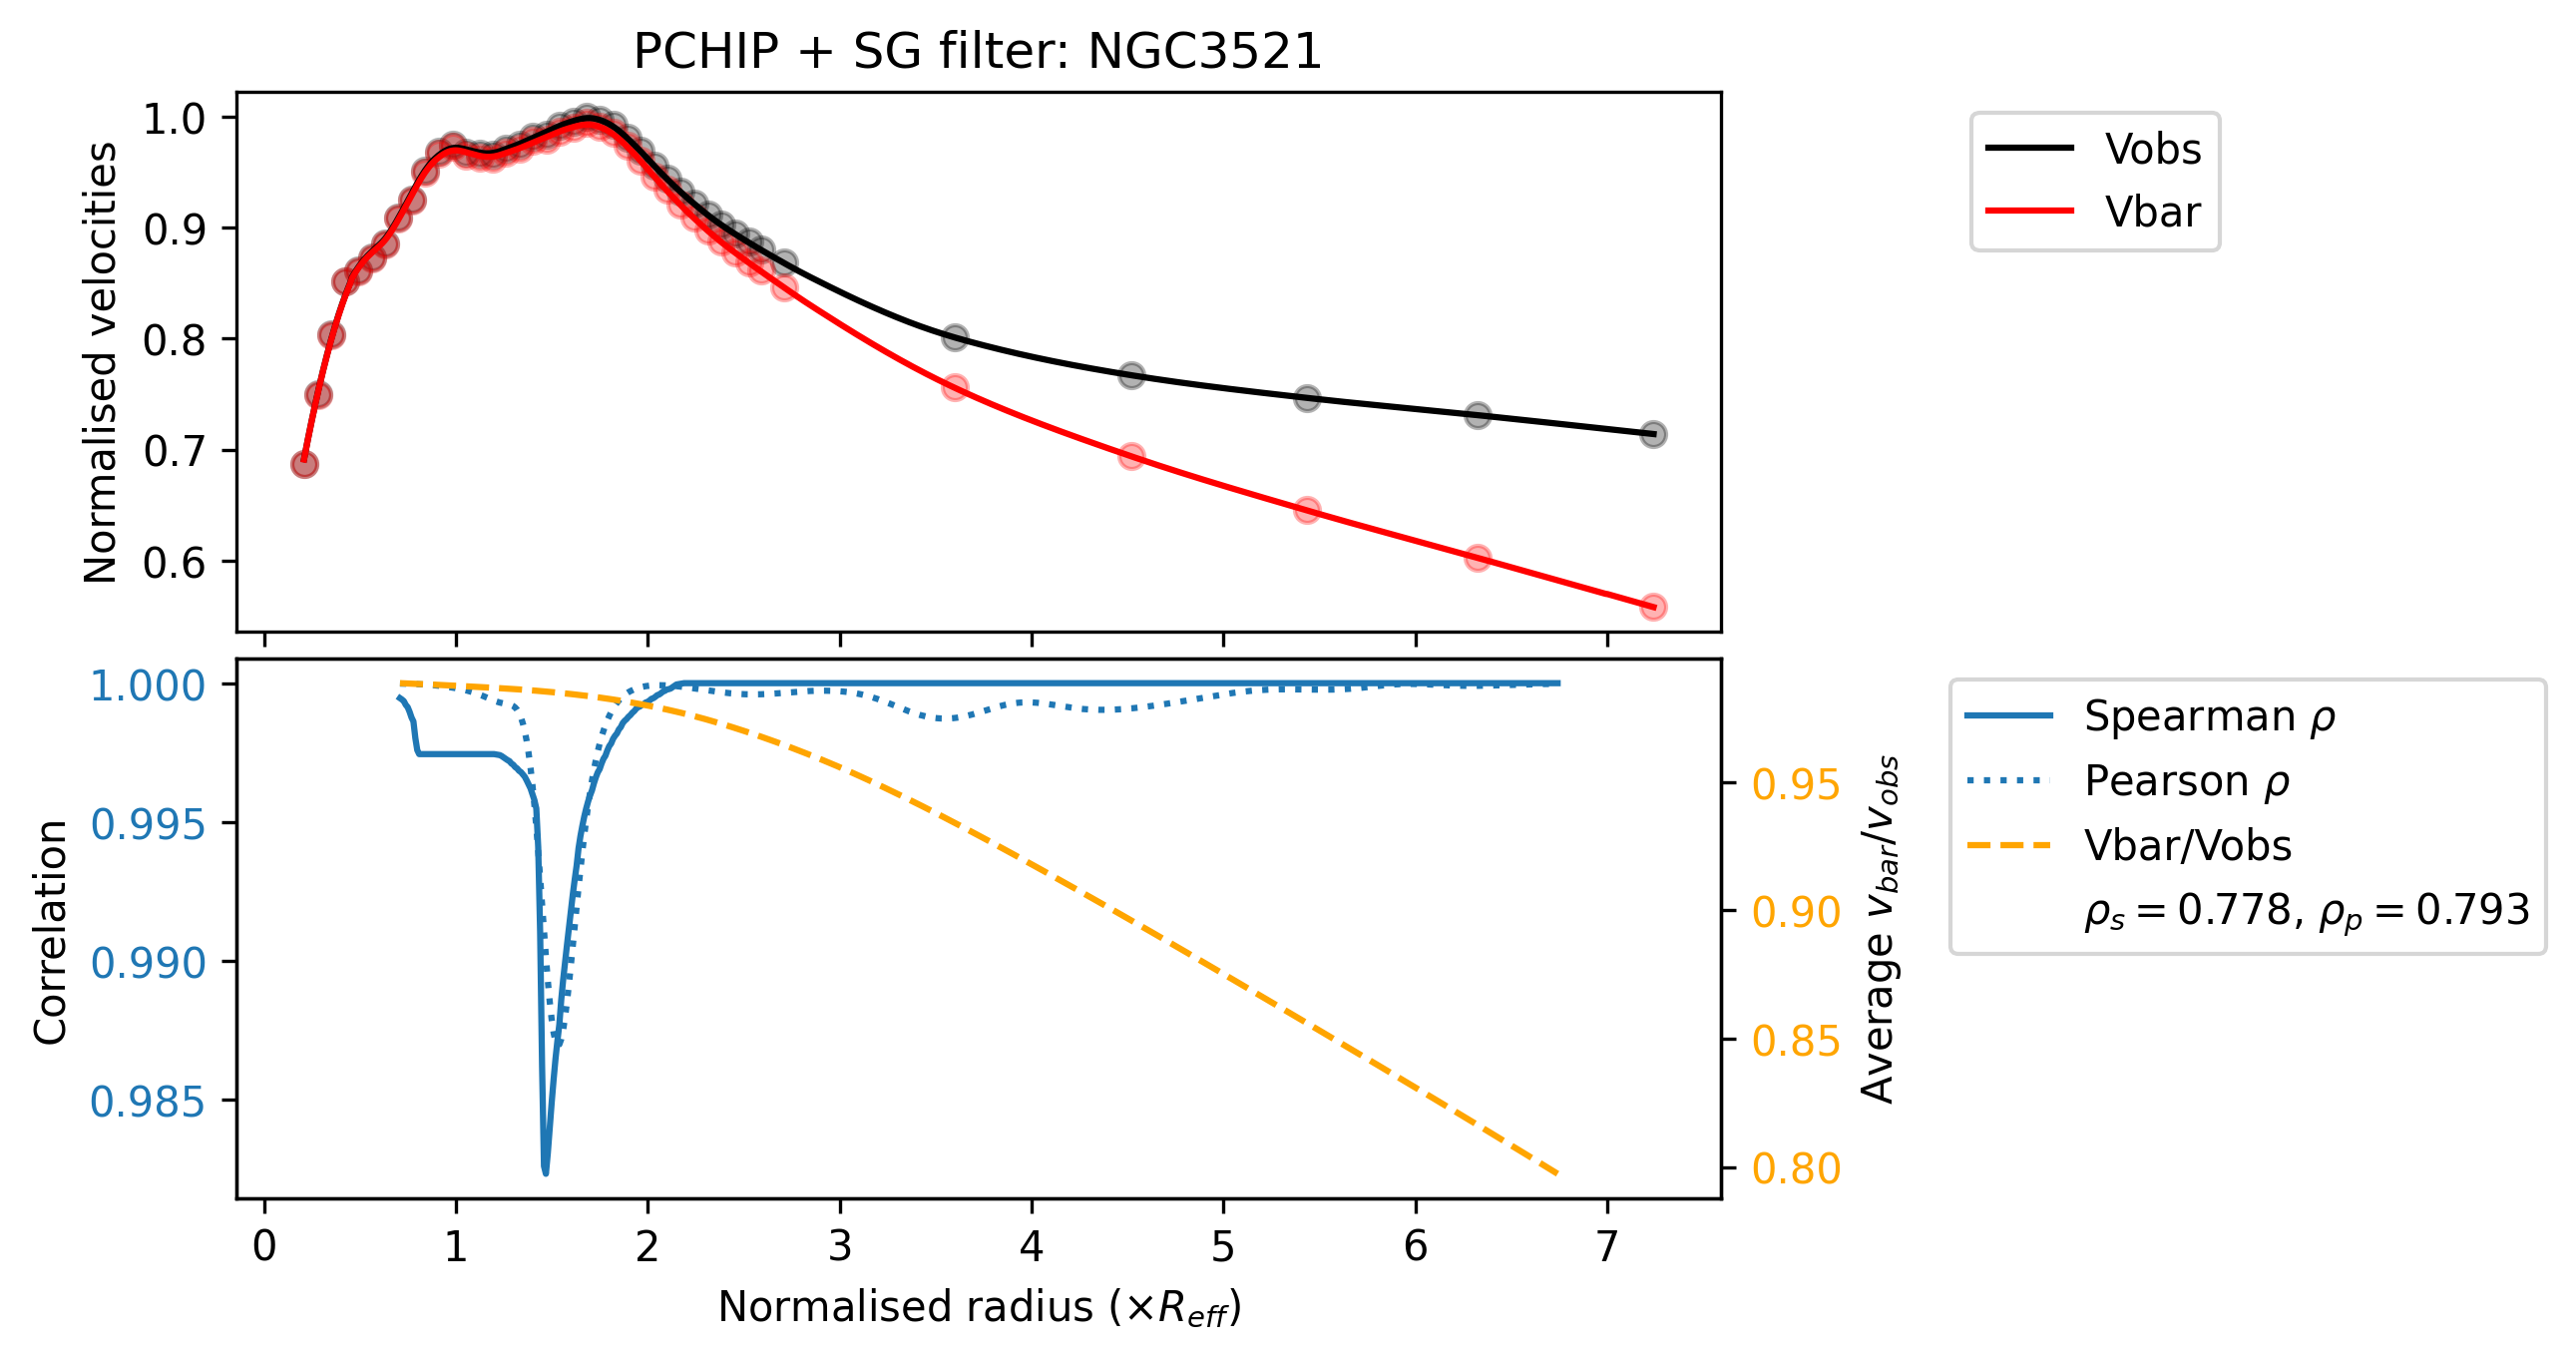 PCHIP + SG filter: NGC3521
Normalised velocities
1.0
0.9
0.8
0.7
0.6
Vobs
Vbar
Correlation
1.000
0.995
0.990
0.985
0.95
0.90
0.85
0.80
Average v_bar/v_obs
Spearman ρ
Pearson ρ
Vbar/Vobs
ρ_s = 0.778, ρ_p = 0.793
0 1 2 3 4 5 6 7
Normalised radius (×R_eff)